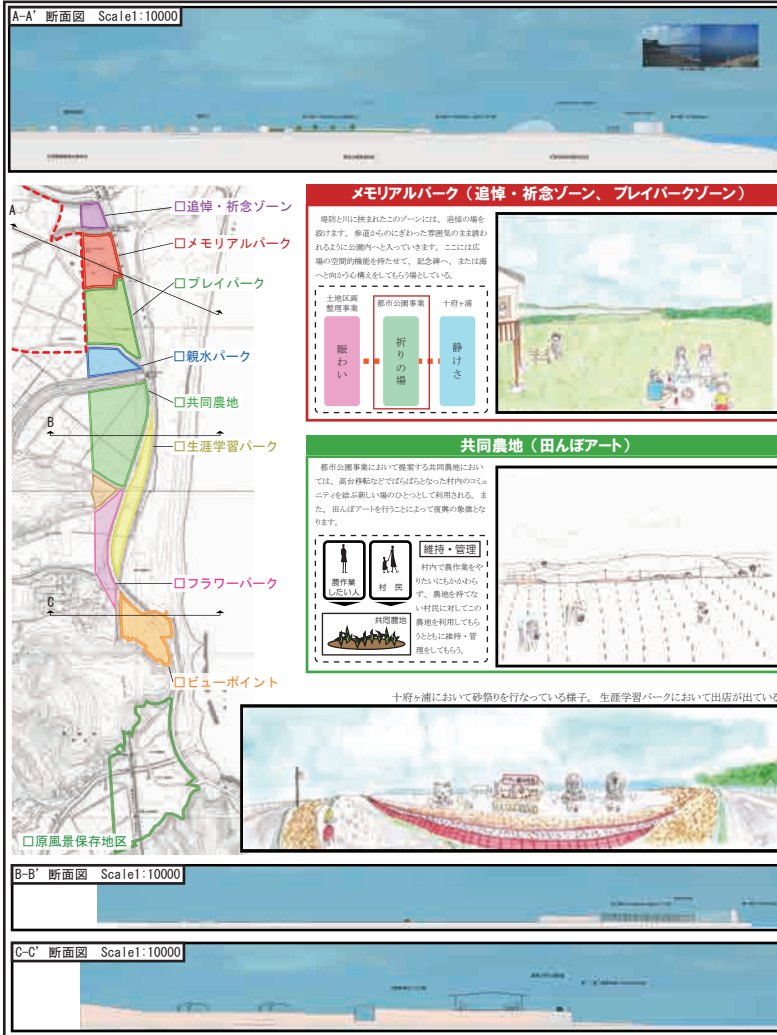 A-A' 断面図 Scale1:10000
A
□追悼・祈念ゾーン
□メモリアルパーク
□プレイパーク
□親水パーク
□共同農地
B
□生涯学習パーク
□フラワーパーク
C
□ビューポイント
□原風景保存地区
メモリアルパーク（追悼・祈念ゾーン、プレイパークゾーン）
堤防と川に挟まれたこのゾーンには、追悼の場を
設けます。参道からのにぎわった雰囲気のまま誘わ
れるように公園内へと入っていきます。ここには広
場の空間的機能を持たせて、記念碑へ、または海
へと向かう心構えをしてもらう場としている。
土地区画
整理事業
都市公園事業
十府ヶ浦
賑わい
祈りの場
静けさ
共同農地（田んぼアート）
都市公園事業において提案する共同農地におい
ては、高台移転などでばらばらとなった村内のコミュ
ニティを結ぶ新しい場のひとつとして利用される。ま
た、田んぼアートを行うことによって復興の象徴とな
ります。
農作業
したい人
村 民
共同農地
維持・管理
村内で農作業をや
りたいにもかかわら
ず、農地を持てな
い村民に対してこの
農地を利用してもら
うとともに維持・管
理をしてもらう。
十府ヶ浦において砂祭りを行なっている様子。生涯学習パークにおいて出店が出ている
B-B' 断面図 Scale1:10000
C-C' 断面図 Scale1:10000